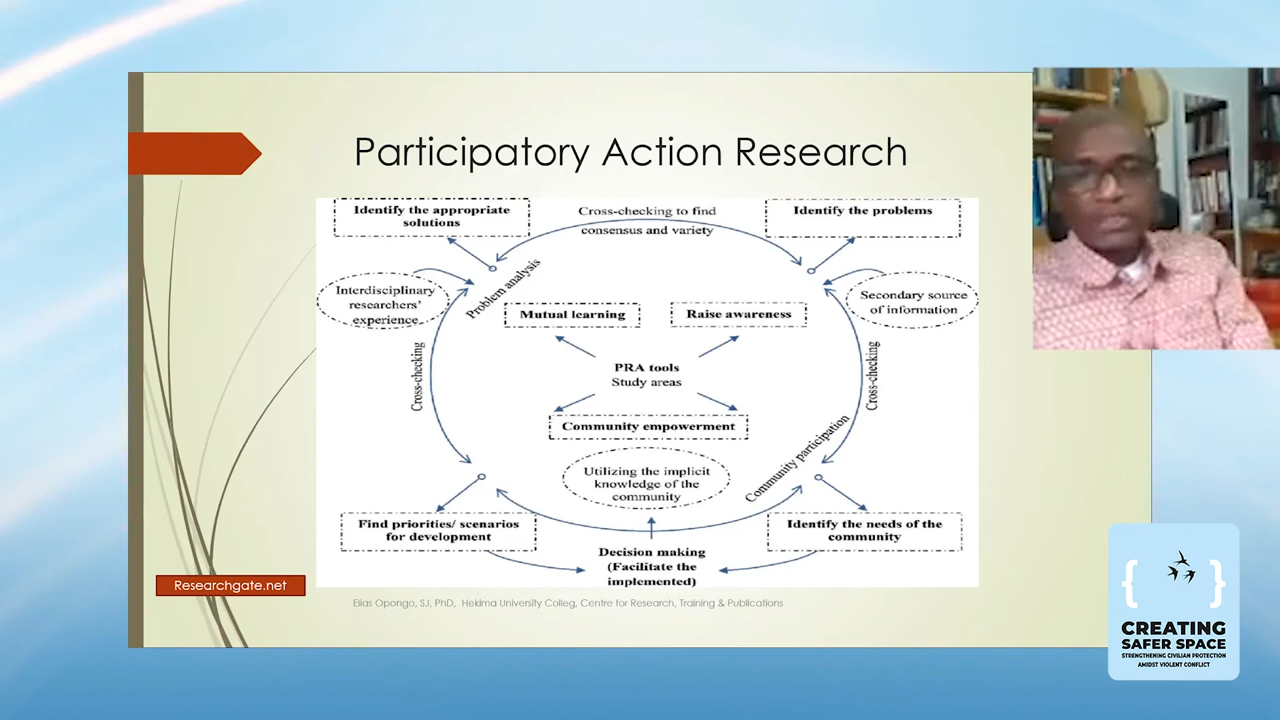 Participatory Action Research
Identify the appropriate
solutions
Cross-checking to find
consensus and variety
Identify the problems
Problem analysis
Interdisciplinary
researchers'
experience
Secondary source
of information
Mutual learning
Raise awareness
Cross-checking
PRA tools
Study areas
Cross-checking
Community empowerment
Utilizing the implicit
knowledge of the
community
Community participation
Find priorities/ scenarios
for development
Identify the needs of the
community
Decision making
(Facilitate the
implemented)
Researchgate.net
Elias Opongo, SJ, PhD, Hekima University Colleg, Centre for Research, Training & Publications
CREATING
SAFER SPACE
STRENGTHENING CIVILIAN PROTECTION
AMIDST VIOLENT CONFLICT